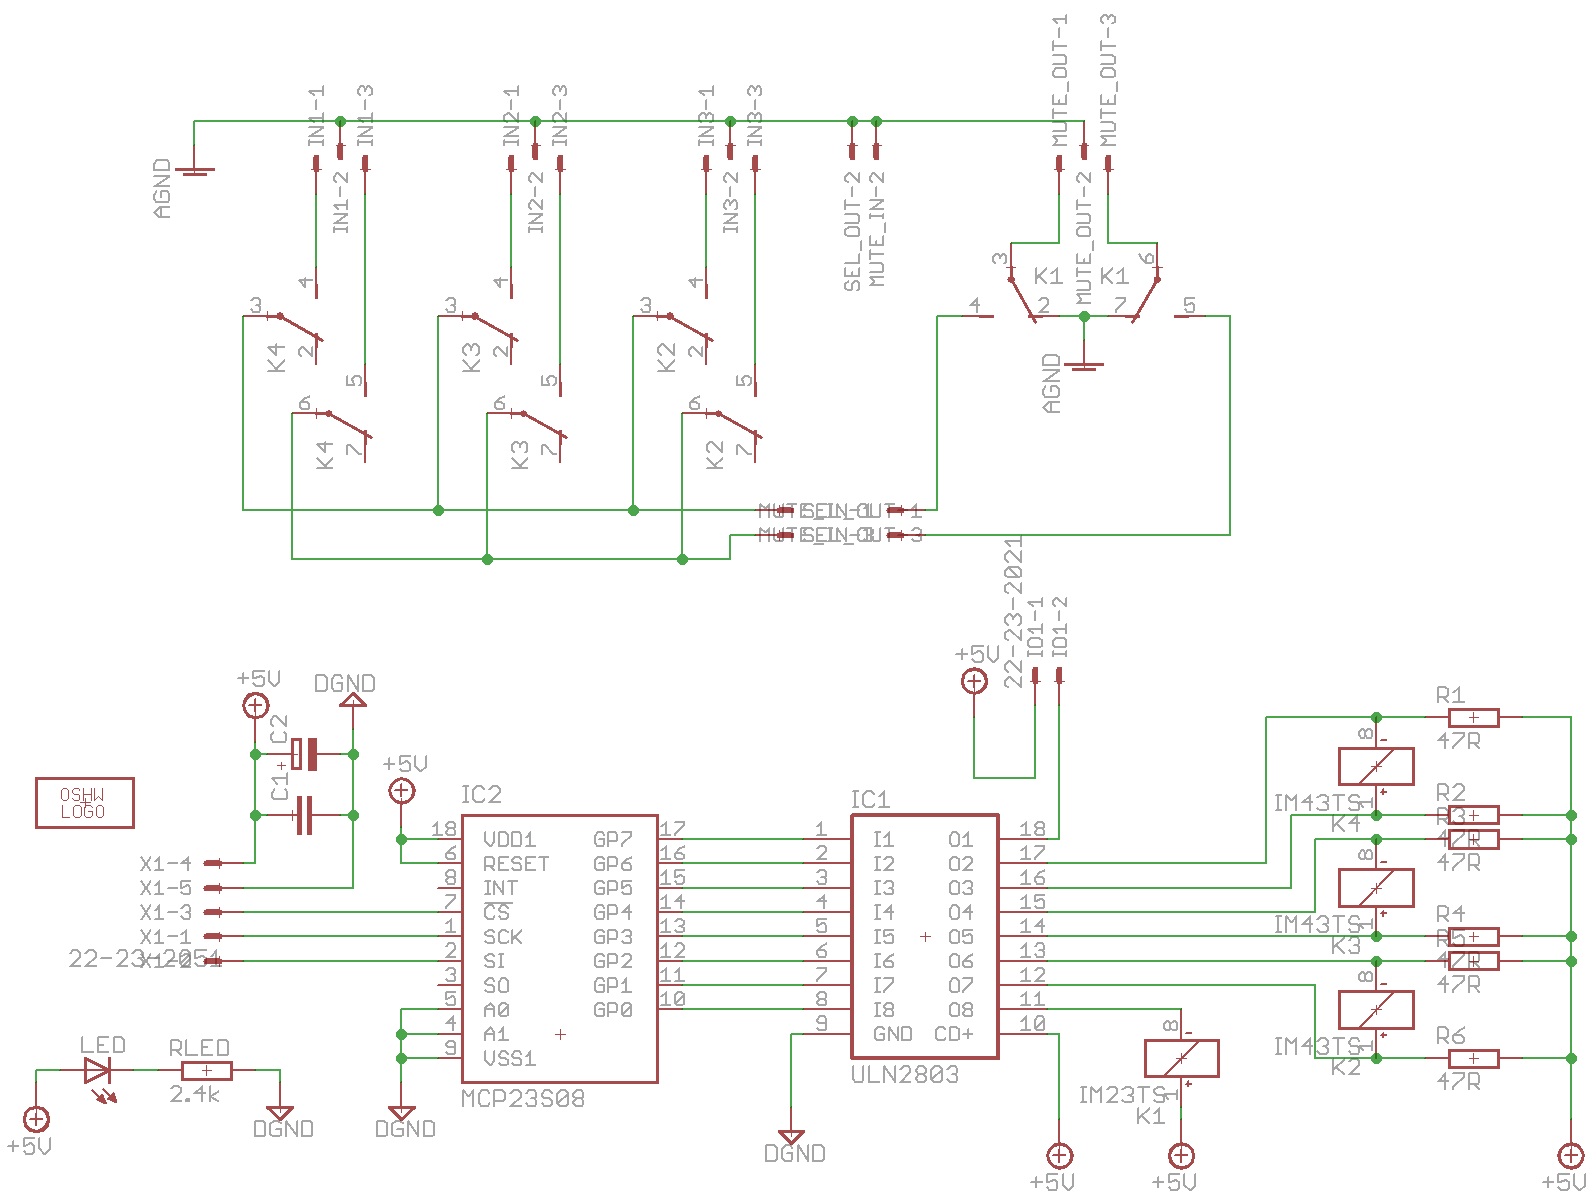 MUTE_OUT-1
MUTE_OUT-3
IN1-1
IN1-3
IN2-1
IN2-3
IN3-1
IN3-3
AGND
IN1-2
IN2-2
IN3-2
SEL_OUT-2
MUTE_IN-2
MUTE_OUT-2
3 K1 K1 6
4 4 4
3 3 3 4 2 7 5
K4 2 K3 2 K2 2
AGND
5 5 5
6 6 6
K4 7 K3 7 K2 7
22-23-2021
IO1-1
IO1-2
+5V
+5V DGND
C2
+
C1
+5V
OSHW
LOGO
IC2
IC1
R1
8 -
47R
IM43TS 1 +
K4
R2
R3
47R
47R
18 VDD1 GP7 17
6 RESET GP6 16
8 INT GP5 15
7 CS GP4 14
1 SCK GP3 13
2 SI GP2 12
3 SO GP1 11
5 A0 GP0 10
4 A1
9 VSS1
MCP23S08
1 I1 O1 18
2 I2 O2 17
3 I3 O3 16
4 I4 O4 15
5 I5 O5 14
6 I6 O6 13
7 I7 O7 12
8 I8 O8 11
9 GND CD+ 10
ULN2803
X1-4
X1-5
X1-3
X1-1
X1-2
22-23-2051
8 -
IM43TS 1 +
K3
R4
R5
47R
47R
8 -
IM43TS 1 +
K2
R6
47R
8 -
IM23TS 1 +
K1
LED
RLED
2.4k
+5V
DGND
DGND
DGND
+5V
+5V
+5V